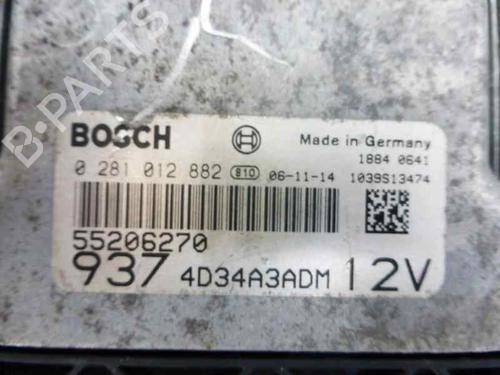 B-PARTS
BOSCH Made in Germany
1884 0641
0 281 012 882 810 06-11-14 1039S13474
55206270
937 4D34A3ADM 12V